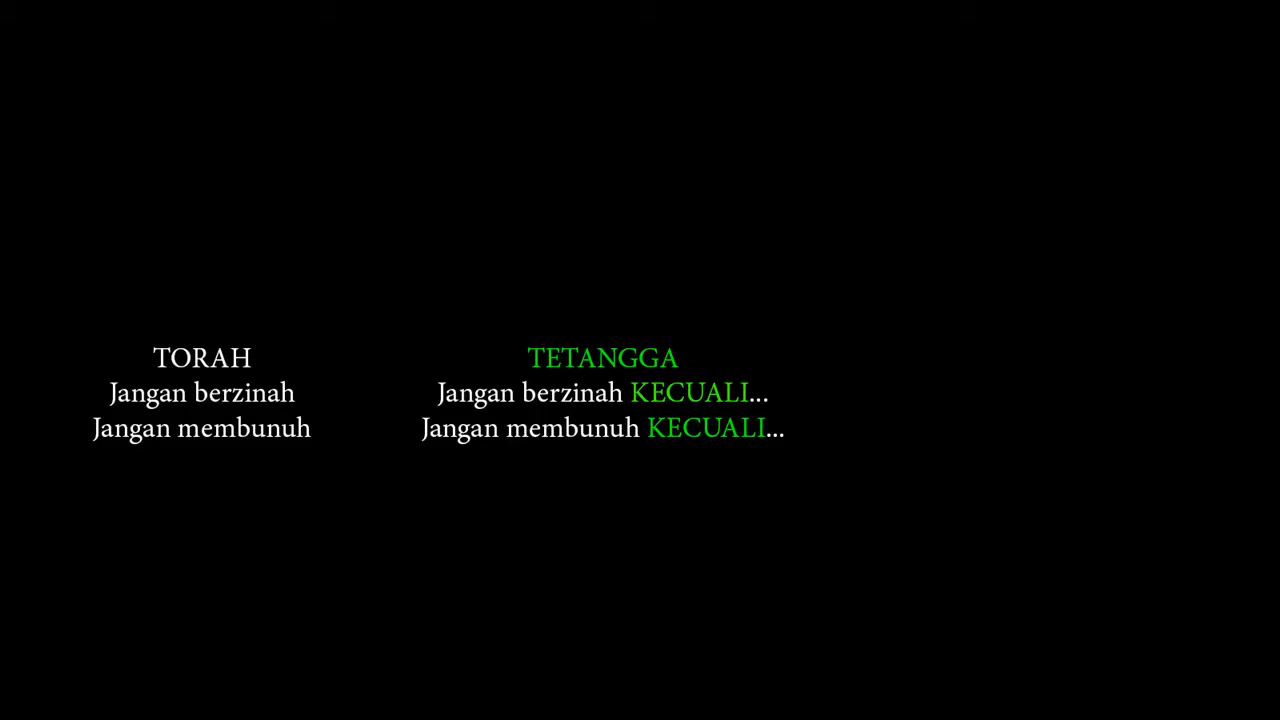 TORAH
Jangan berzinah
Jangan membunuh
TETANGGA
Jangan berzinah KECUALI...
Jangan membunuh KECUALI...